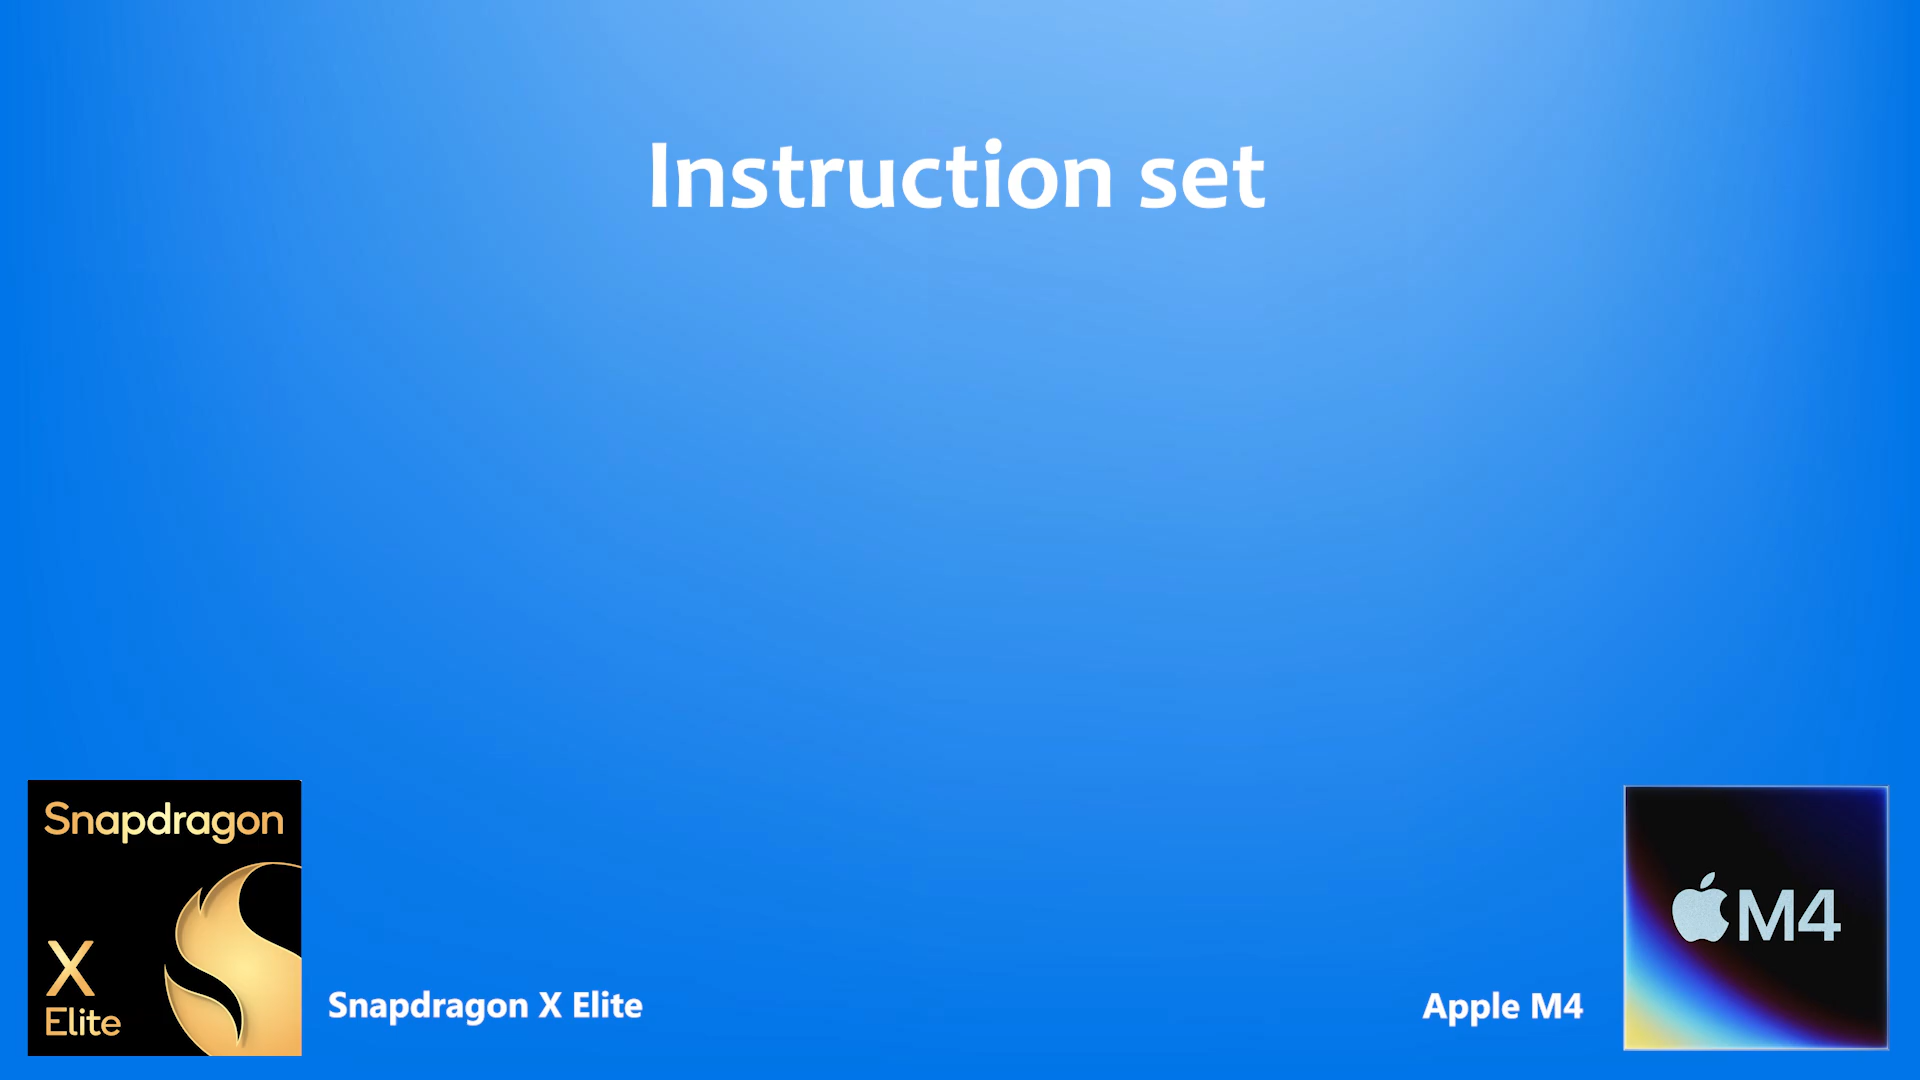 Instruction set
Snapdragon
X
Elite
Snapdragon X Elite
Apple M4
M4